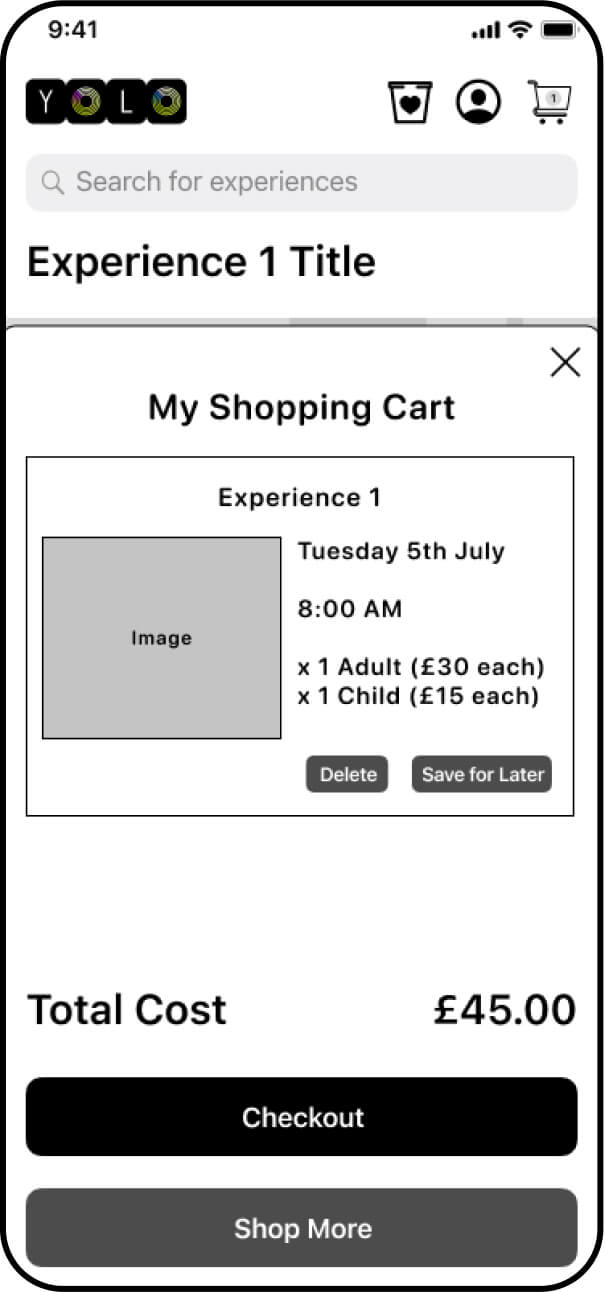 9:41
YOLO
1
Search for experiences
Experience 1 Title
My Shopping Cart
Experience 1
Image
Tuesday 5th July
8:00 AM
x 1 Adult (£30 each)
x 1 Child (£15 each)
Delete
Save for Later
Total Cost
£45.00
Checkout
Shop More